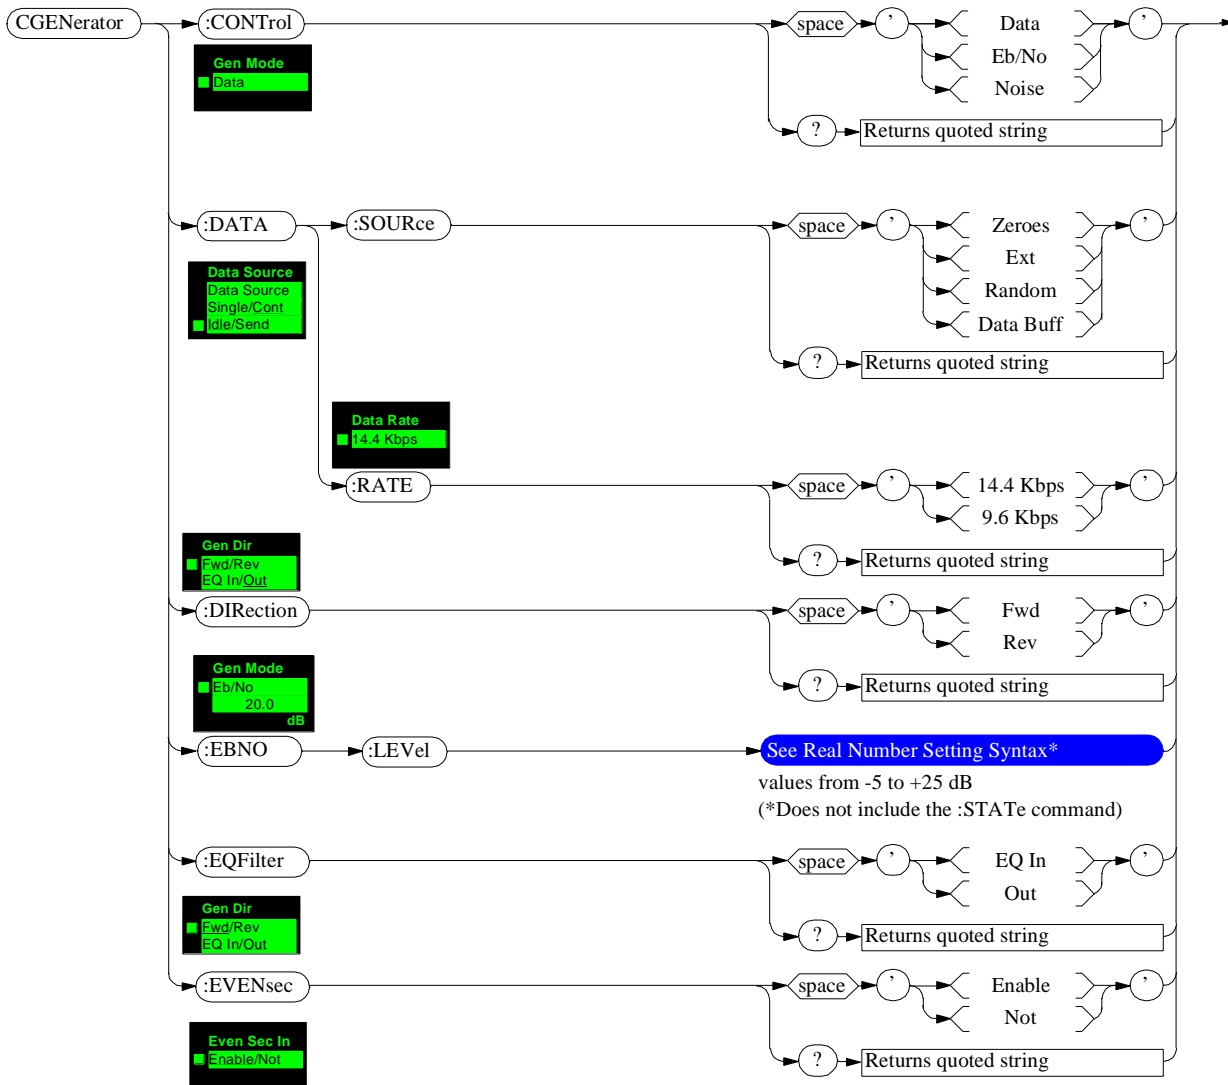 CGENerator
:CONTrol
space
'
Data
'
Eb/No
Noise
Gen Mode
Data
?
Returns quoted string
:DATA
:SOURce
space
'
Zeroes
'
Ext
Random
Data Buff
Data Source
Data Source
Single/Cont
Idle/Send
?
Returns quoted string
Data Rate
14.4 Kbps
:RATE
space
'
14.4 Kbps
'
9.6 Kbps
?
Returns quoted string
Gen Dir
Fwd/Rev
EQ In/Out
:DIRection
space
'
Fwd
'
Rev
?
Returns quoted string
Gen Mode
Eb/No
20.0
dB
:EBNO
:LEVel
See Real Number Setting Syntax*
values from -5 to +25 dB
(*Does not include the :STATe command)
:EQFilter
space
'
EQ In
'
Out
?
Returns quoted string
Gen Dir
Fwd/Rev
EQ In/Out
:EVENsec
space
'
Enable
'
Not
?
Returns quoted string
Even Sec In
Enable/Not